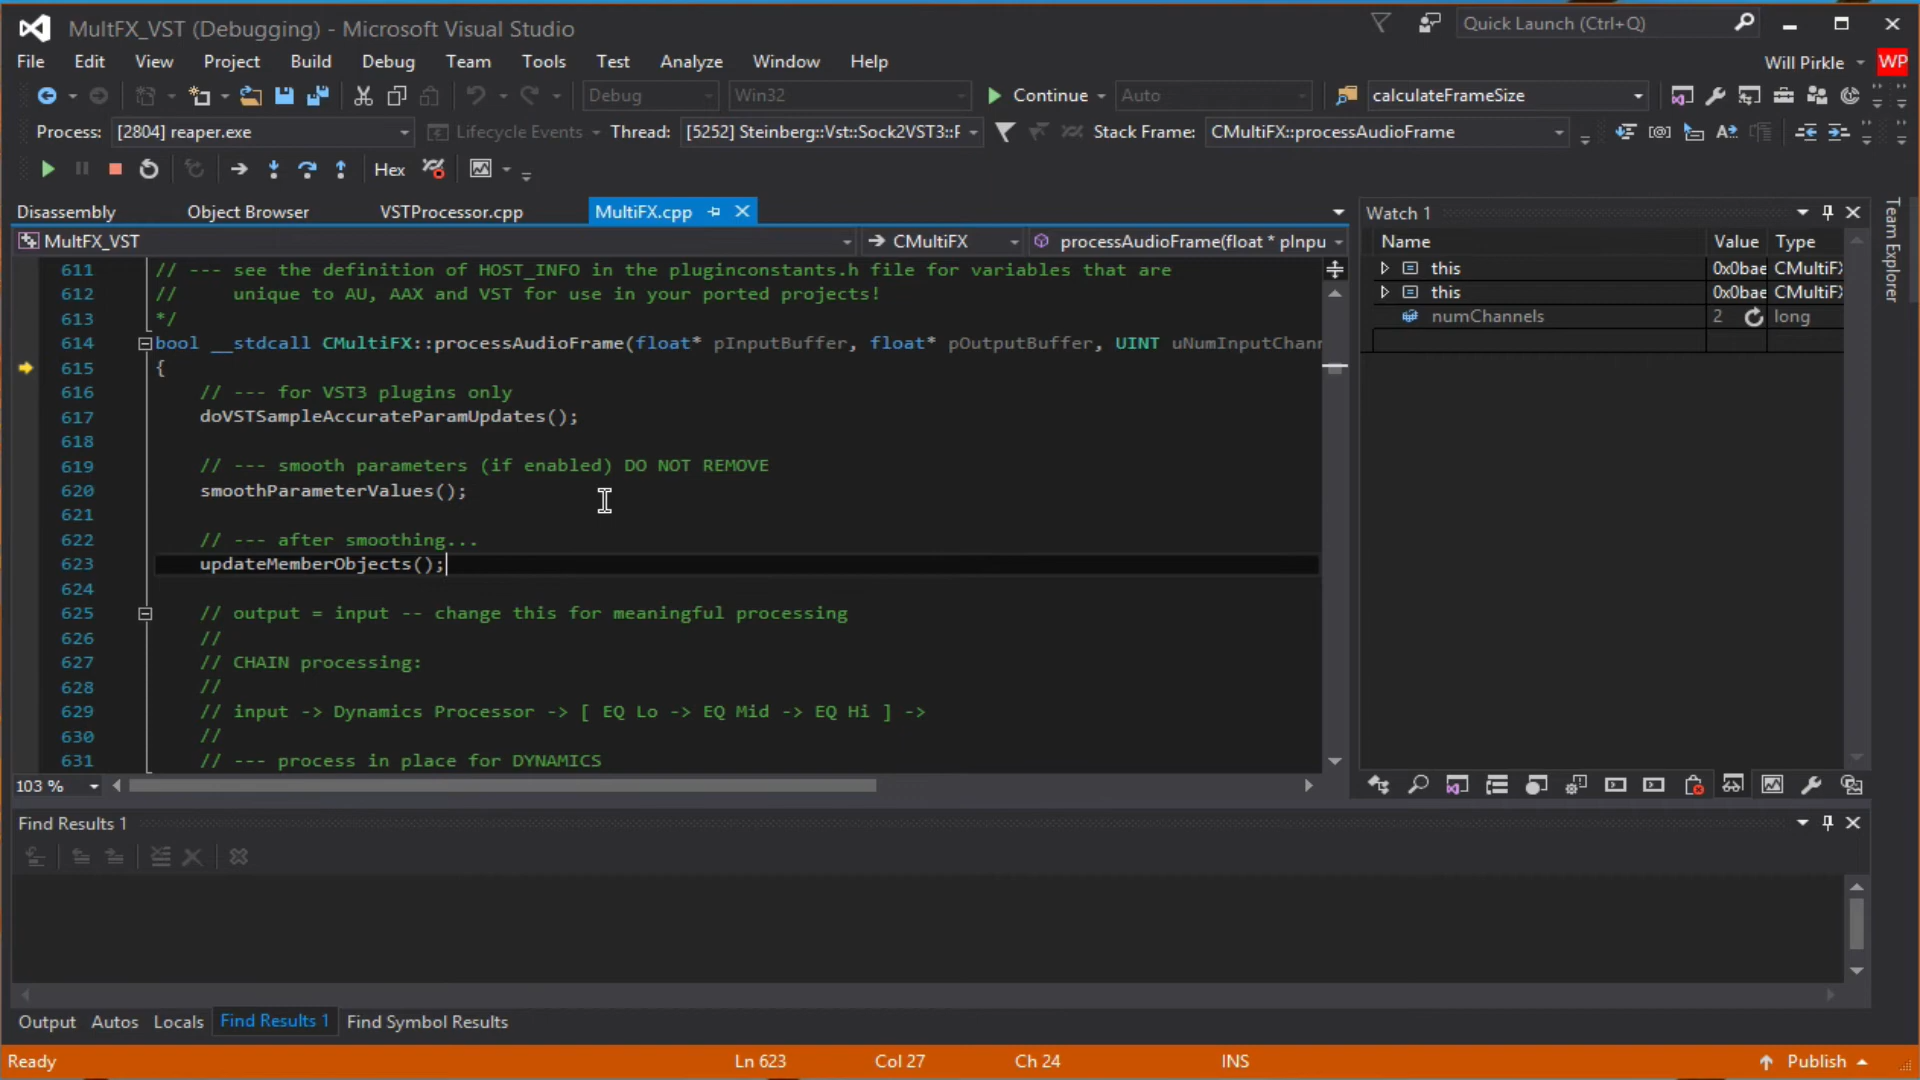 MultFX_VST (Debugging) - Microsoft Visual Studio
Quick Launch (Ctrl+Q)
File Edit View Project Build Debug Team Tools Test Analyze Window Help
Will Pirkle WP
Debug Win32 Continue Auto calculateFrameSize
Process: [2804] reaper.exe Lifecycle Events Thread: [5252] Steinberg::Vst::Sock2VST3::F Stack Frame: CMultiFX::processAudioFrame
Hex
Disassembly Object Browser VSTProcessor.cpp MultiFX.cpp
MultFX_VST CMultiFX processAudioFrame(float * pInpu
611 // --- see the definition of HOST_INFO in the pluginconstants.h file for variables that are
612 // unique to AU, AAX and VST for use in your ported projects!
613 */
614 bool __stdcall CMultiFX::processAudioFrame(float* pInputBuffer, float* pOutputBuffer, UINT uNumInputChann
615 {
616 // --- for VST3 plugins only
617 doVSTSampleAccurateParamUpdates();
618
619 // --- smooth parameters (if enabled) DO NOT REMOVE
620 smoothParameterValues();
621
622 // --- after smoothing...
623 updateMemberObjects();
624
625 // output = input -- change this for meaningful processing
626 //
627 // CHAIN processing:
628 //
629 // input -> Dynamics Processor -> [ EQ Lo -> EQ Mid -> EQ Hi ] ->
630 //
631 // --- process in place for DYNAMICS
103 %
Watch 1
Name Value Type
this 0x0bae CMultiFX
this 0x0bae CMultiFX
numChannels 2 long
Team Explorer
Find Results 1
Output Autos Locals Find Results 1 Find Symbol Results
Ready Ln 623 Col 27 Ch 24 INS Publish